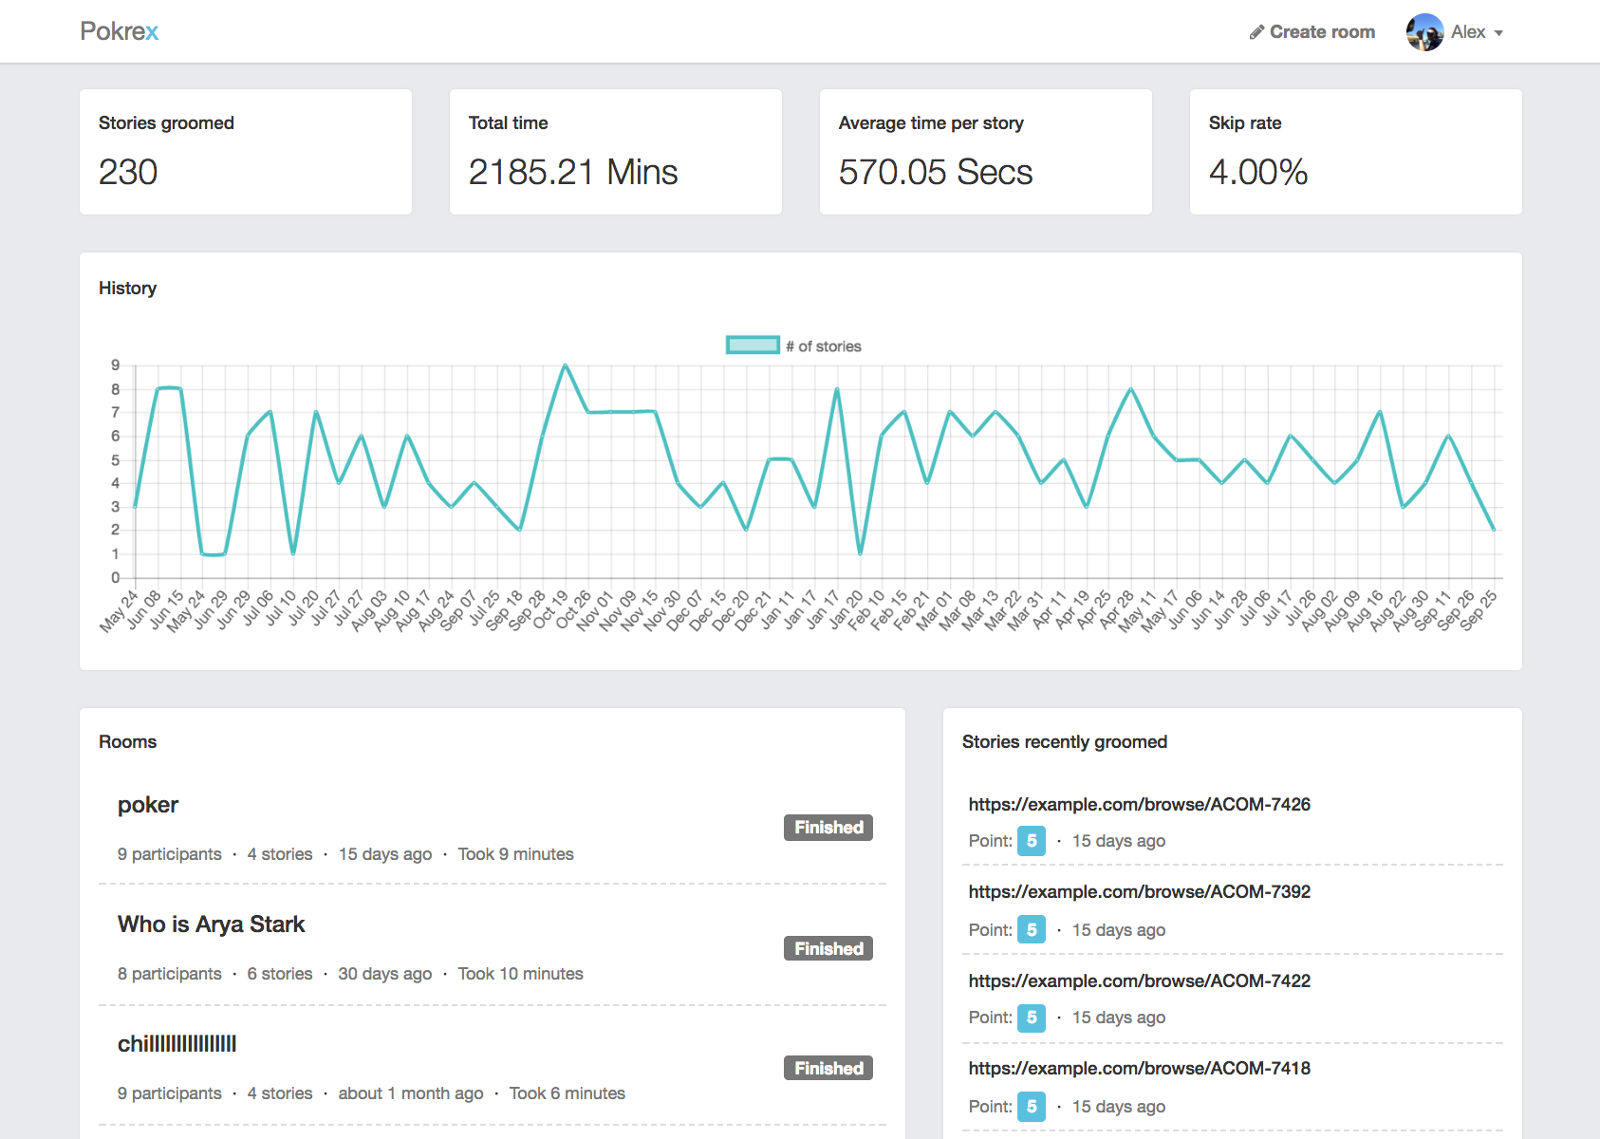 Pokrex
Create room
Alex
Stories groomed
230
Total time
2185.21 Mins
Average time per story
570.05 Secs
Skip rate
4.00%
History
# of stories
9
8
7
6
5
4
3
2
1
0
May 24
Jun 08
Jun 15
May 24
Jun 29
Jun 29
Jul 06
Jul 10
Jul 20
Jul 27
Jul 27
Aug 03
Aug 10
Aug 17
Aug 24
Sep 07
Jul 25
Sep 18
Sep 28
Oct 19
Oct 26
Nov 01
Nov 09
Nov 15
Nov 30
Dec 07
Dec 15
Dec 20
Dec 21
Jan 11
Jan 17
Jan 17
Jan 20
Feb 10
Feb 15
Feb 21
Mar 01
Mar 08
Mar 13
Mar 22
Mar 31
Apr 11
Apr 19
Apr 25
Apr 28
May 11
May 17
Jun 06
Jun 14
Jun 28
Jul 06
Jul 17
Jul 26
Aug 02
Aug 09
Aug 16
Aug 22
Aug 30
Sep 11
Sep 26
Sep 25
Rooms
poker
9 participants · 4 stories · 15 days ago · Took 9 minutes
Finished
Who is Arya Stark
8 participants · 6 stories · 30 days ago · Took 10 minutes
Finished
chillllllllllllllll
9 participants · 4 stories · about 1 month ago · Took 6 minutes
Finished
Stories recently groomed
https://example.com/browse/ACOM-7426
Point: 5 · 15 days ago
https://example.com/browse/ACOM-7392
Point: 5 · 15 days ago
https://example.com/browse/ACOM-7422
Point: 5 · 15 days ago
https://example.com/browse/ACOM-7418
Point: 5 · 15 days ago